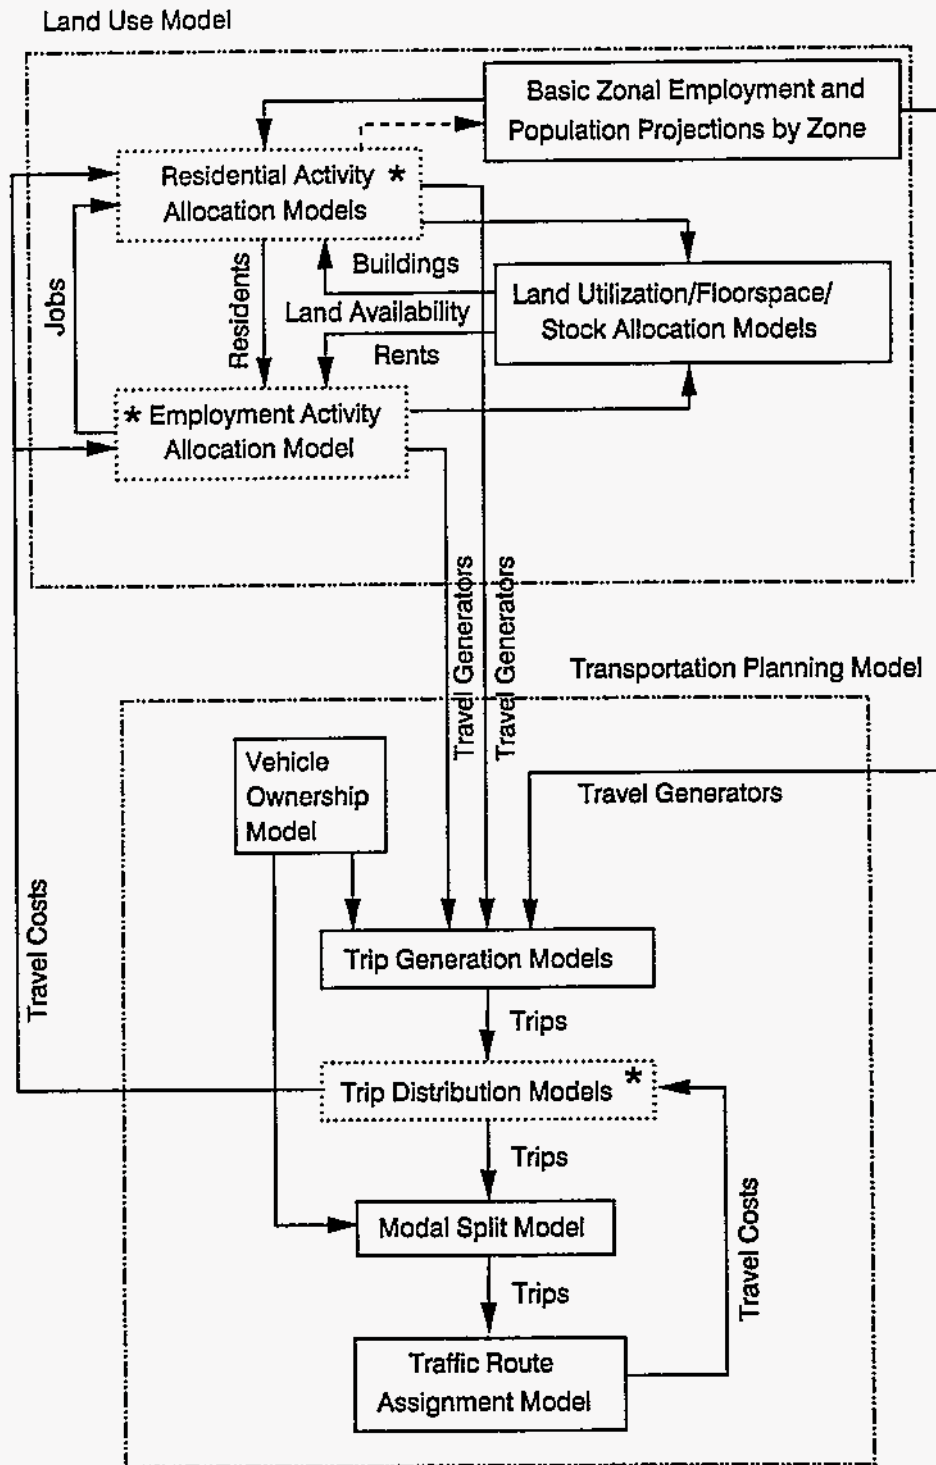 Land Use Model
Basic Zonal Employment and
Population Projections by Zone
Residential Activity *
Allocation Models
Buildings
Land Availability
Rents
Land Utilization/Floorspace/
Stock Allocation Models
Jobs
Residents
* Employment Activity
Allocation Model
Travel Generators
Travel Generators
Transportation Planning Model
Vehicle
Ownership
Model
Travel Generators
Travel Costs
Trip Generation Models
Trips
Trip Distribution Models *
Trips
Modal Split Model
Travel Costs
Trips
Traffic Route
Assignment Model